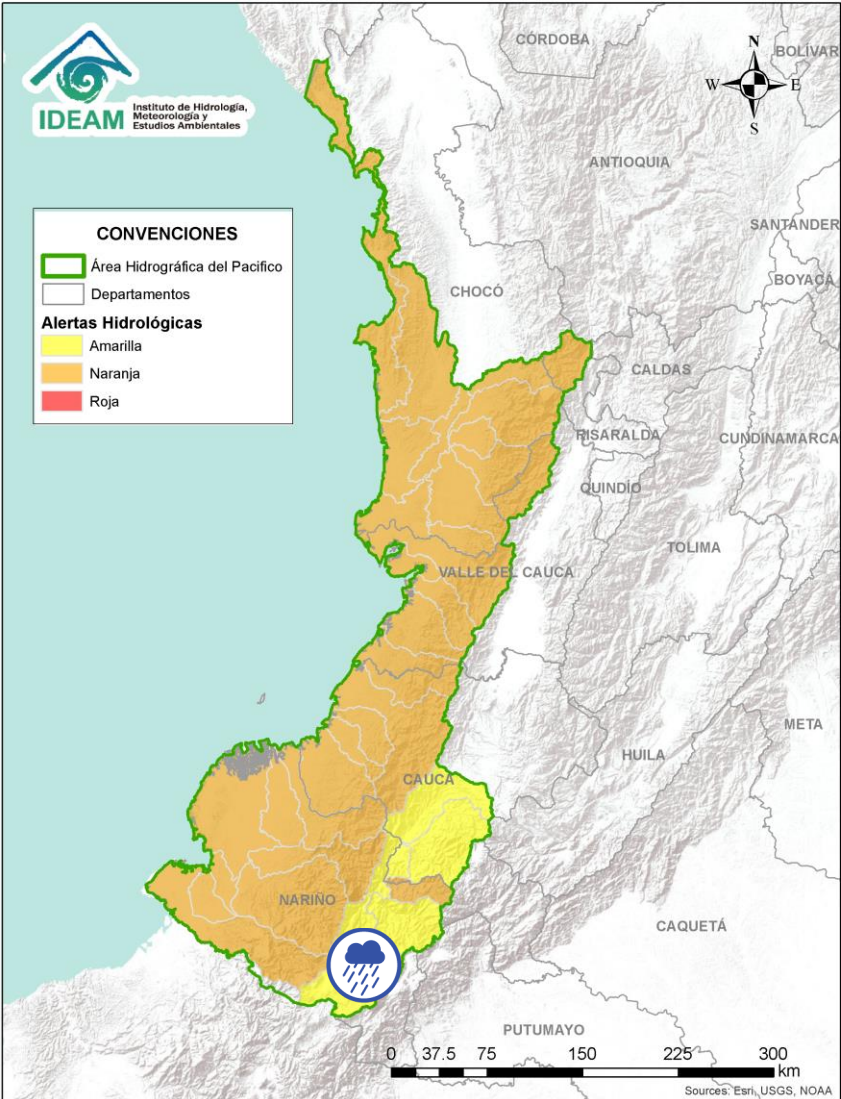 IDEAM
Instituto de Hidrología,
Meteorología y
Estudios Ambientales
N
W E
S
CÓRDOBA
BOLÍVAR
ANTIOQUIA
SANTANDER
BOYACÁ
CHOCÓ
CONVENCIONES
Área Hidrográfica del Pacifico
Departamentos
Alertas Hidrológicas
Amarilla
Naranja
Roja
CALDAS
RISARALDA
CUNDINAMARCA
QUINDÍO
TOLIMA
VALLE DEL CAUCA
META
HUILA
CAUCA
NARIÑO
CAQUETÁ
PUTUMAYO
0 37.5 75 150 225 300
km
Sources: Esri, USGS, NOAA